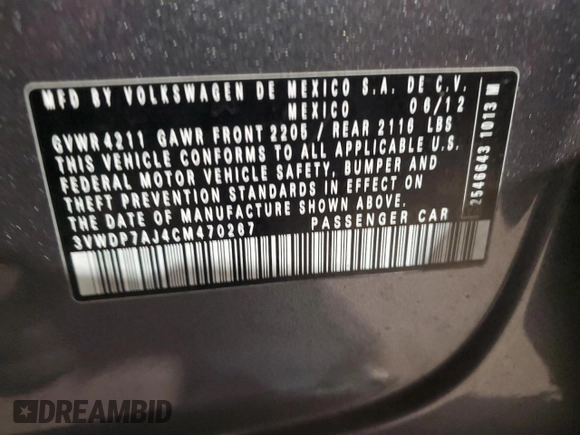 MFD BY VOLKSWAGEN DE MEXICO S.A. DE C.V.
MEXICO 06/12
GVWR 4211 GAWR FRONT 2205 / REAR 2116 LBS
THIS VEHICLE CONFORMS TO ALL APPLICABLE U.S.
FEDERAL MOTOR VEHICLE SAFETY, BUMPER AND
THEFT PREVENTION STANDARDS IN EFFECT ON
THE DATE OF MANUFACTURE SHOWN ABOVE.
3VWDP7AJ4CM470267 PASSENGER CAR
2546643 1013 M
DREAMBID